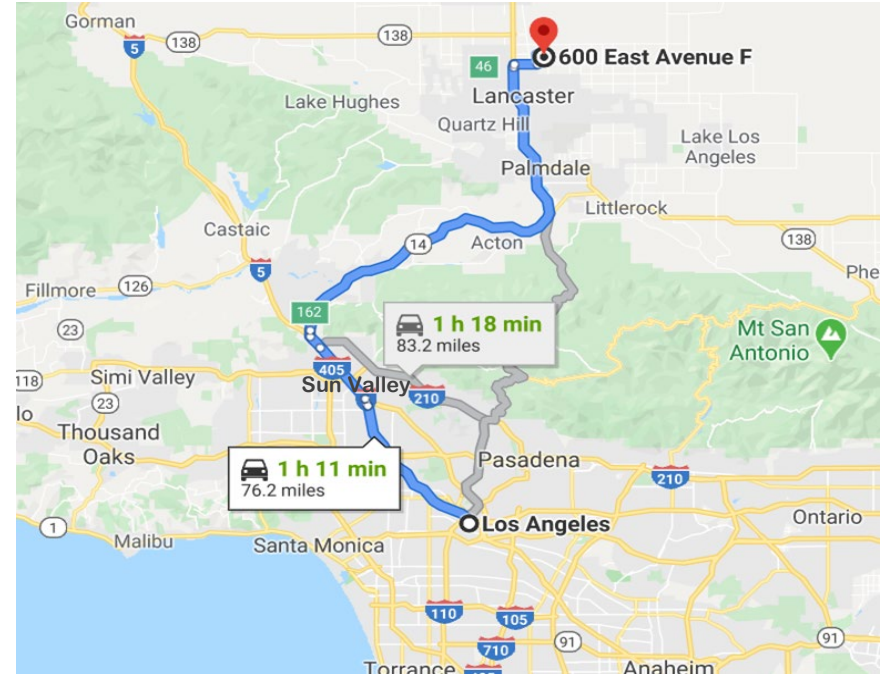 Gorman
5
138
138
46
600 East Avenue F
Lancaster
Lake Hughes
Quartz Hill
Lake Los
Angeles
Palmdale
Littlerock
Castaic
14
Acton
138
5
Phe
Fillmore
126
162
1 h 18 min
83.2 miles
23
Mt San
Antonio
405
118
Simi Valley
Sun Valley
210
23
lo
Thousand
Oaks
1 h 11 min
76.2 miles
Pasadena
210
Los Angeles
Ontario
1
Malibu
Santa Monica
110
105
91
710
91
Torrance
Anaheim